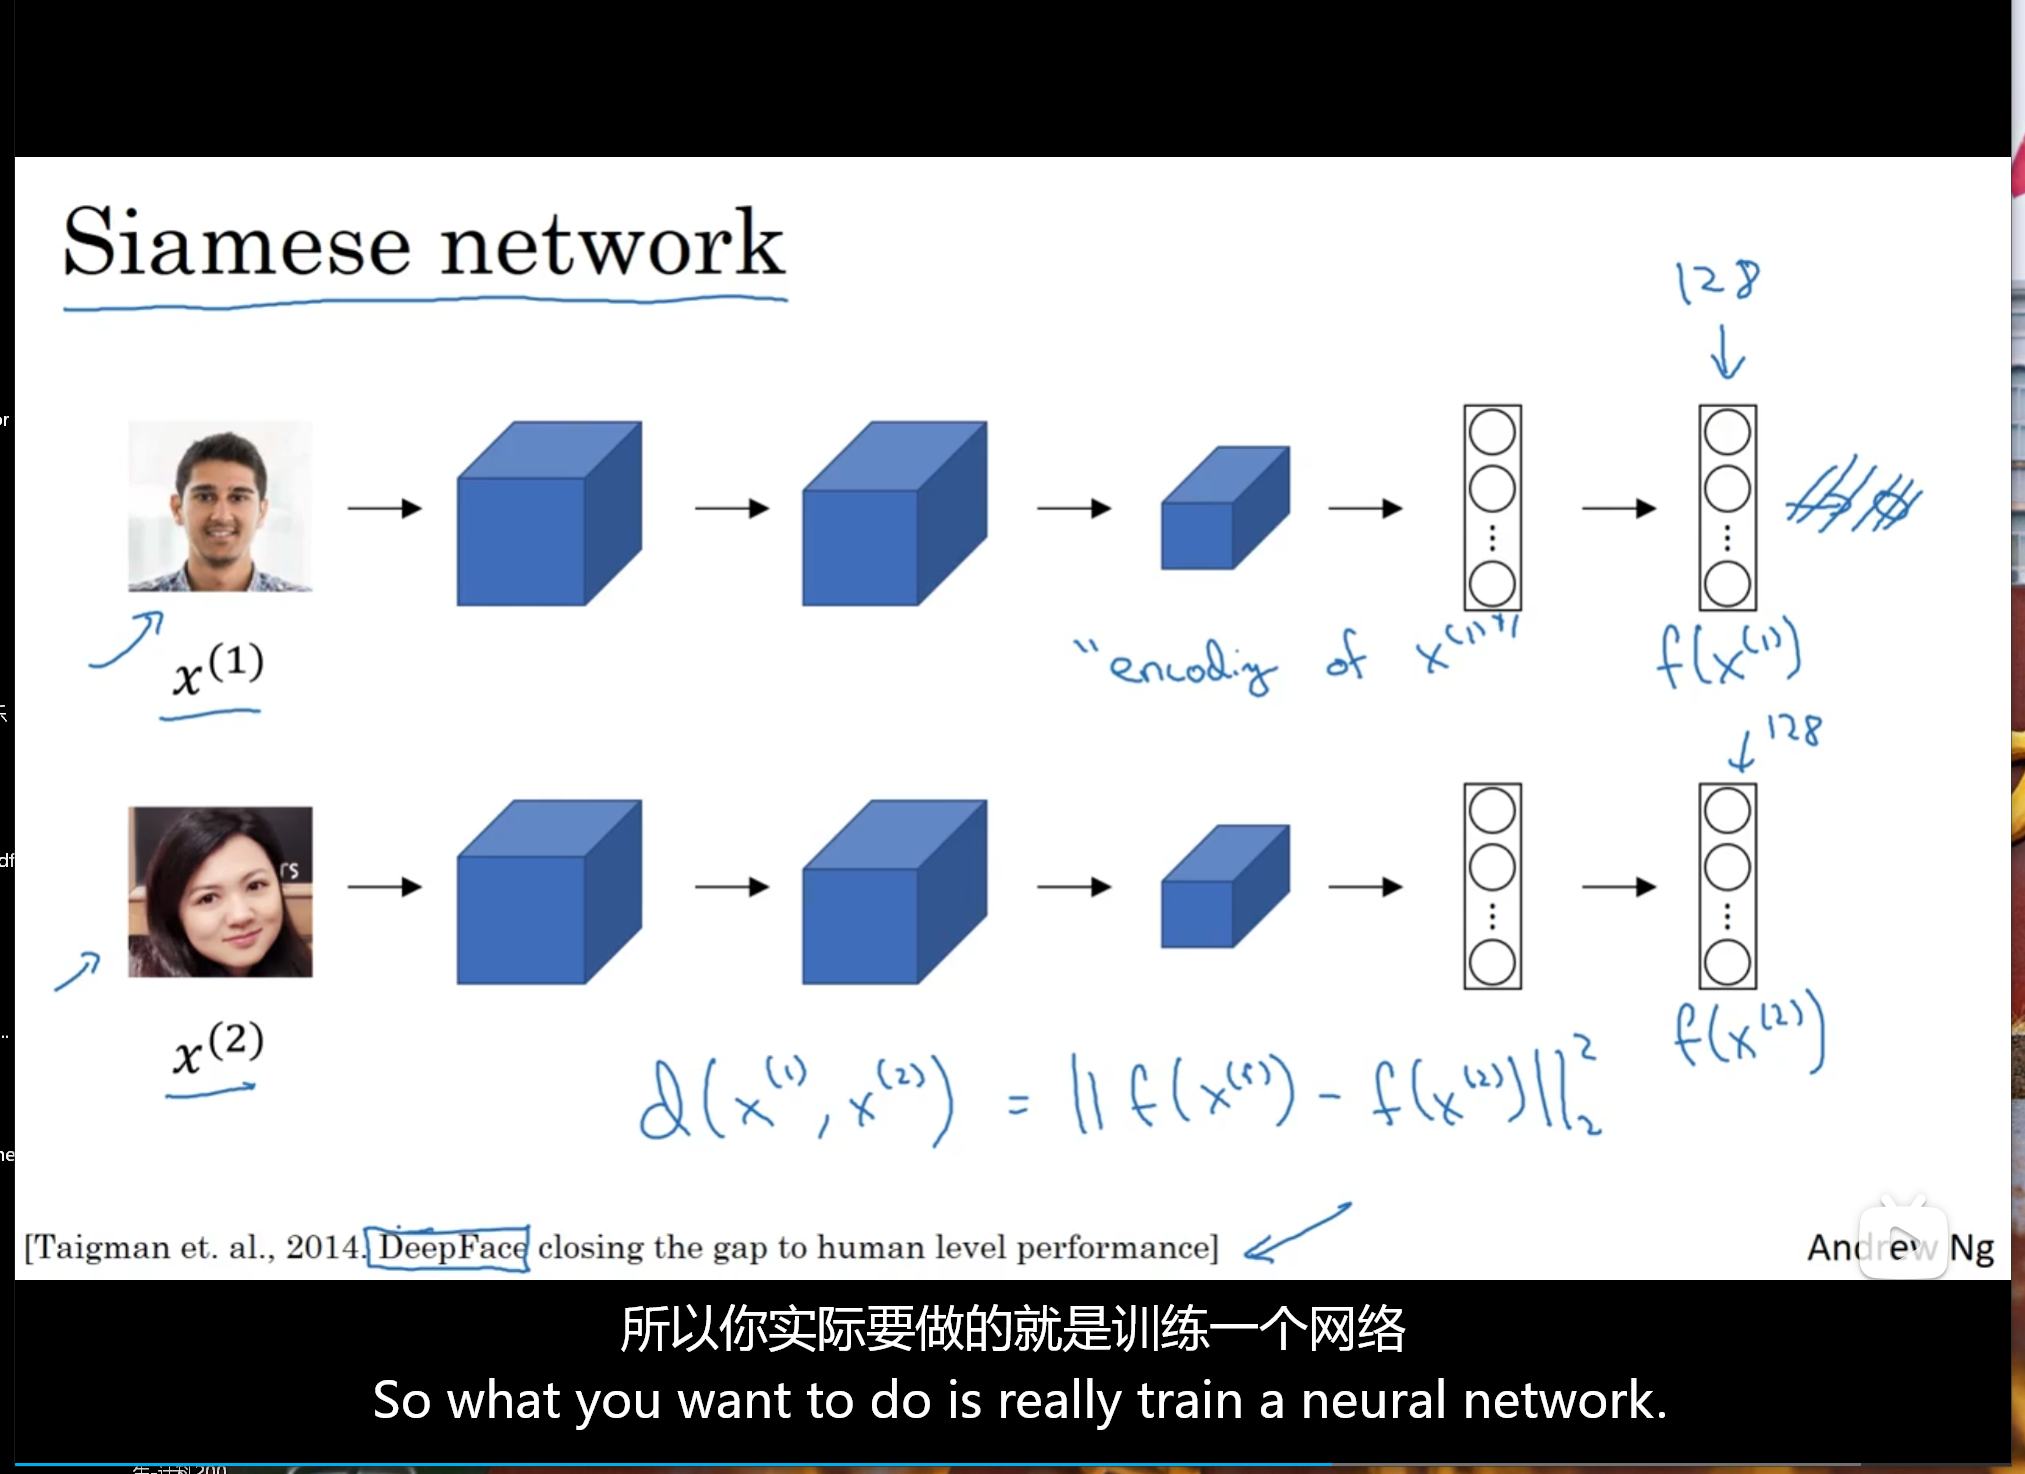 Siamese network
128
x⁽¹⁾
"encoding of x⁽¹⁾"
f(x⁽¹⁾)
128
rs
x⁽²⁾
f(x⁽²⁾)
d(x⁽¹⁾, x⁽²⁾) = ||f(x⁽¹⁾) - f(x⁽²⁾)||₂²
[Taigman et. al., 2014. DeepFace closing the gap to human level performance]
Andrew Ng
所以你实际要做的就是训练一个网络
So what you want to do is really train a neural network.